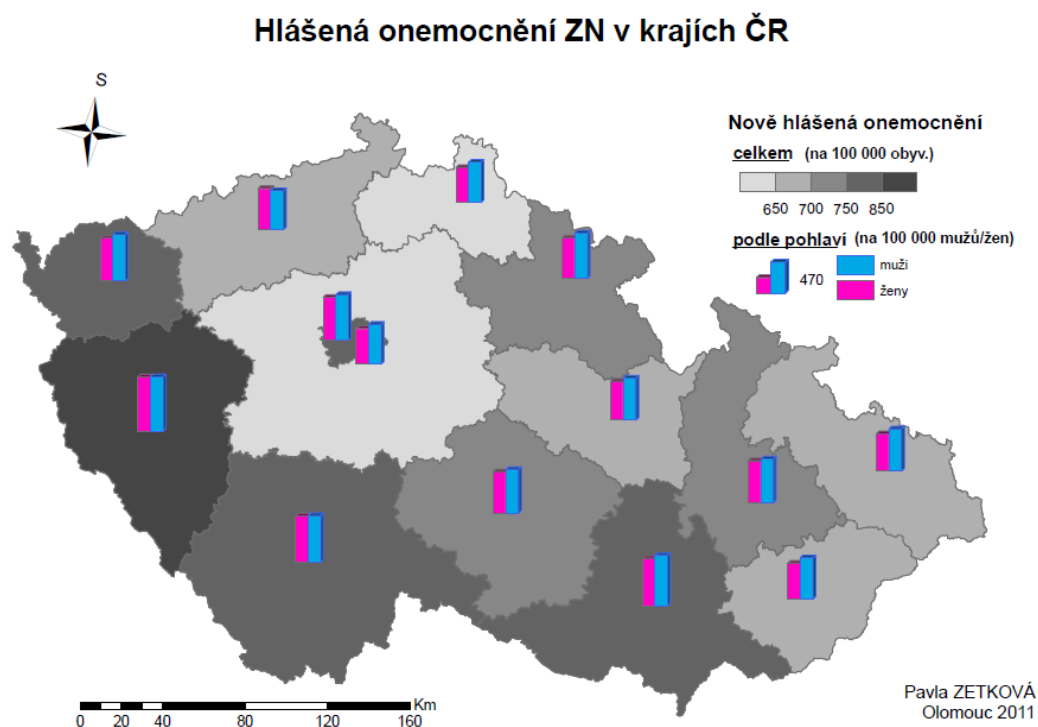 Hlášená onemocnění ZN v krajích ČR
S
Nově hlášená onemocnění
celkem (na 100 000 obyv.)
650 700 750 850
podle pohlaví (na 100 000 mužů/žen)
470
muži
ženy
Km
0 10 20 40 80 120 160
Pavla ZETKOVÁ
Olomouc 2011